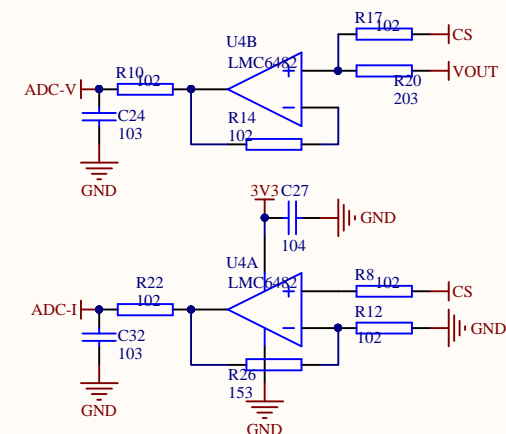 R17
102
CS
U4B
LMC6482
R10
102
ADC-V
VOUT
R20
203
C24
103
R14
102
GND
3V3
C27
GND
104
U4A
LMC6482
R22
102
R8
102
CS
ADC-I
R12
102
GND
C32
103
R26
153
GND
GND